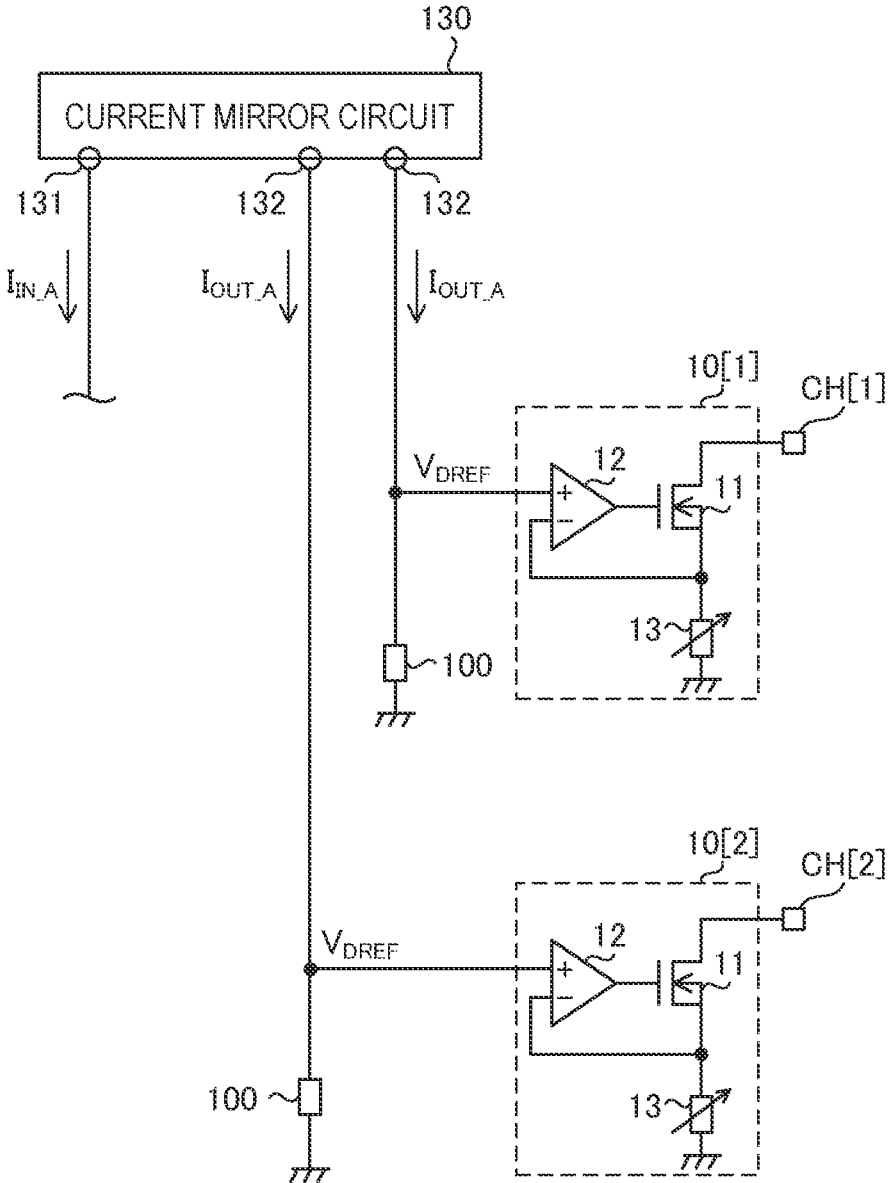 130
CURRENT MIRROR CIRCUIT
131
132
132
IIN_A
IOUT_A
IOUT_A
10[1]
CH[1]
VDREF
12
11
+
−
13
100
10[2]
CH[2]
VDREF
12
11
+
−
100
13